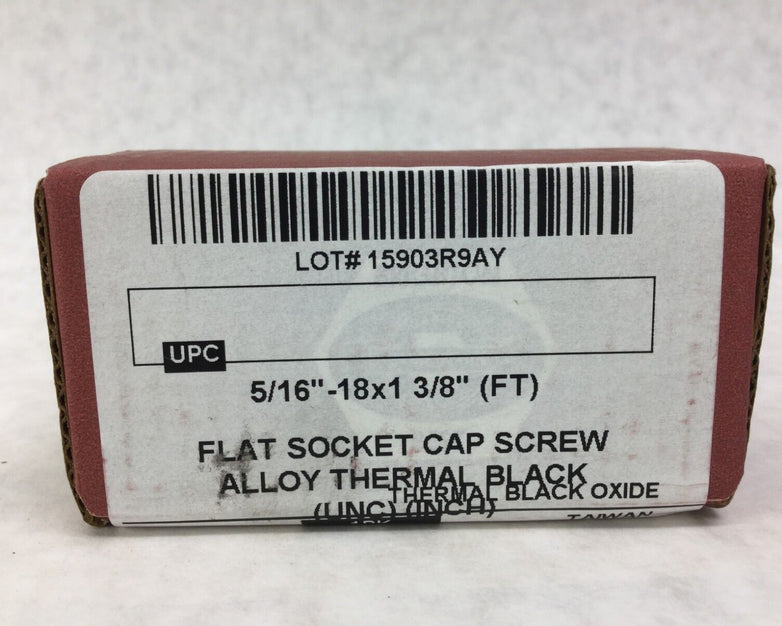 LOT# 15903R9AY
UPC
5/16"-18x1 3/8" (FT)
FLAT SOCKET CAP SCREW
ALLOY THERMAL BLACK
THERMAL BLACK OXIDE
(UNC) (INCH)
TAIWAN